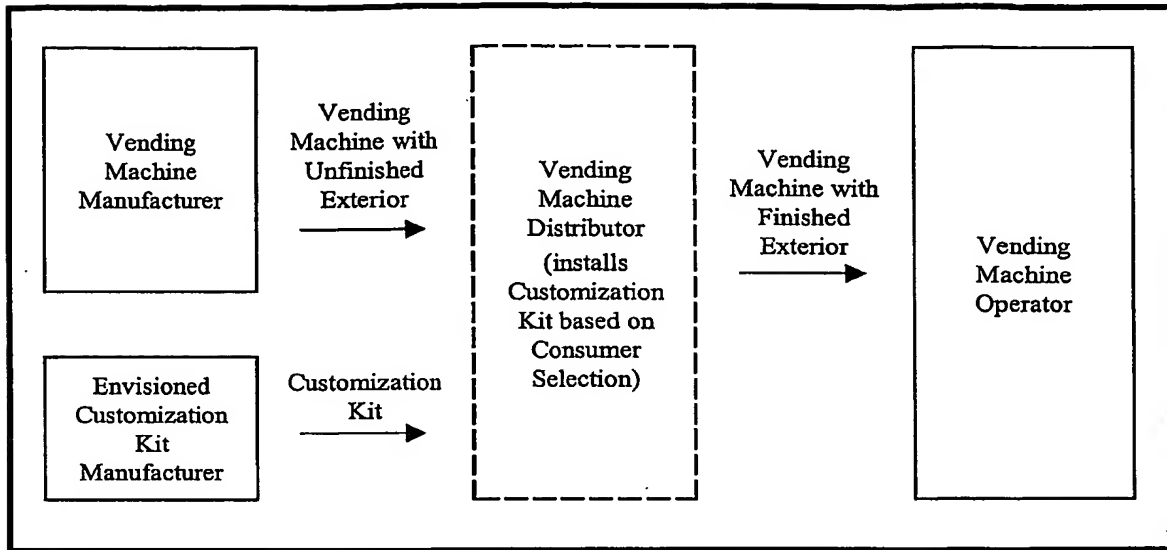 Vending
Machine
Manufacturer
Vending
Machine with
Unfinished
Exterior
Envisioned
Customization
Kit
Manufacturer
Customization
Kit
Vending
Machine
Distributor
(installs
Customization
Kit based on
Consumer
Selection)
Vending
Machine with
Finished
Exterior
Vending
Machine
Operator